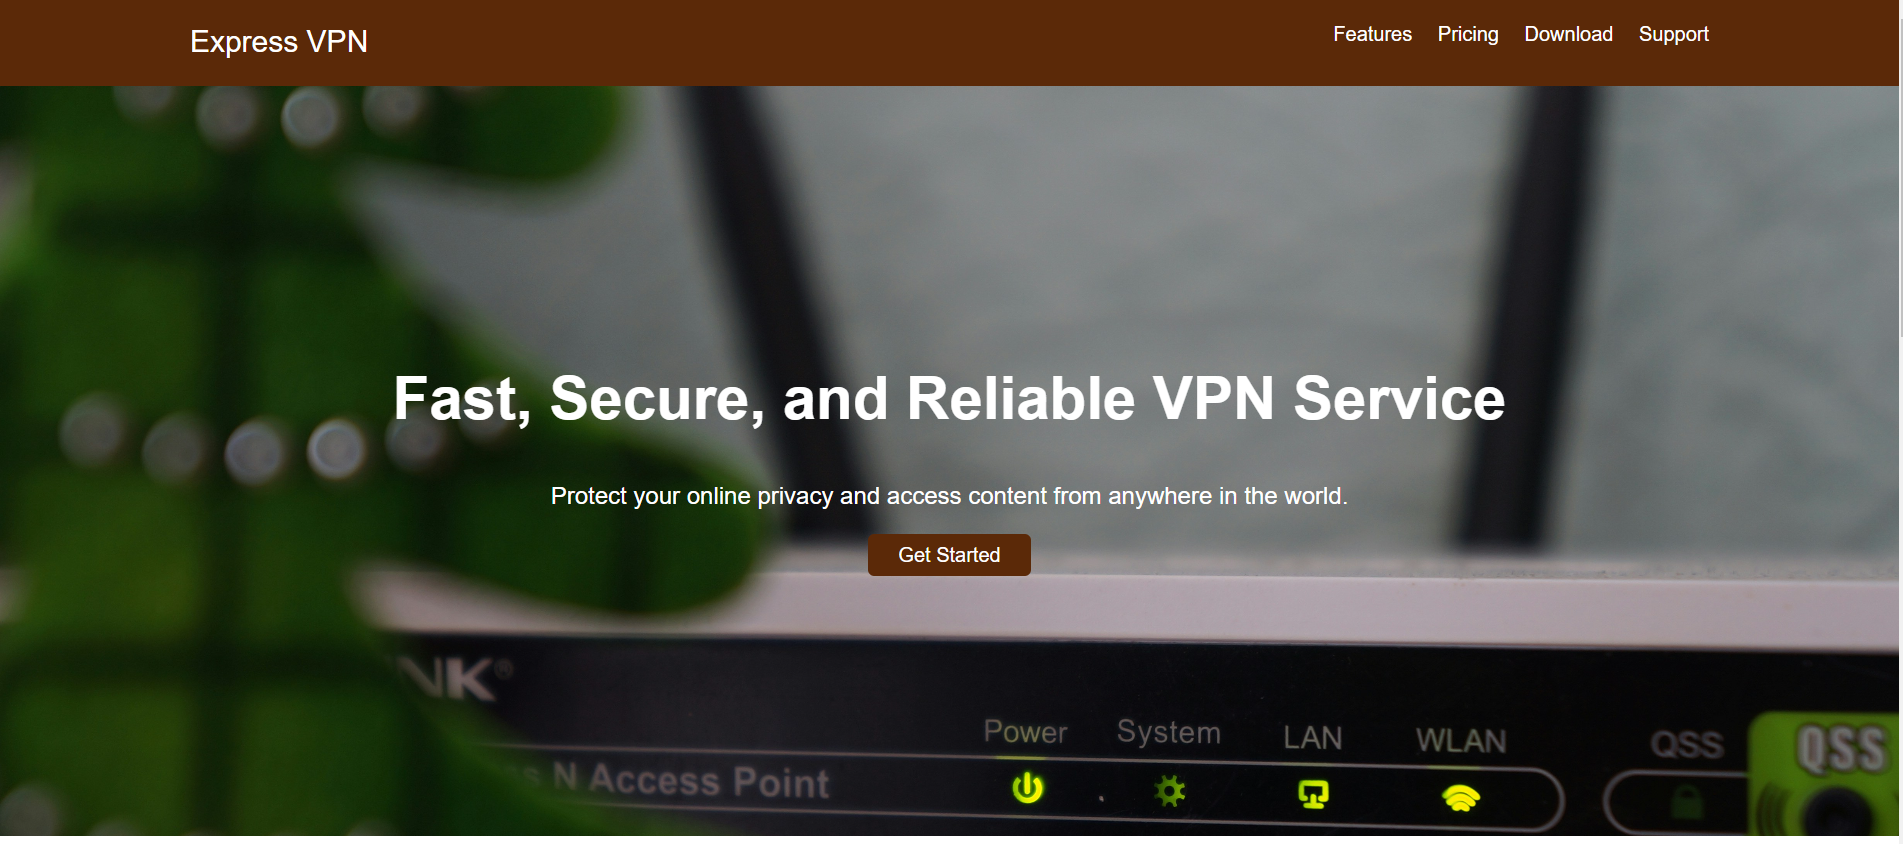 Express VPN
Features Pricing Download Support
Fast, Secure, and Reliable VPN Service
Protect your online privacy and access content from anywhere in the world.
Get Started
NK®
Power System LAN WLAN QSS QSS
s N Access Point